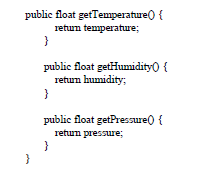 public float getTemperature() {
return temperature;
}
public float getHumidity() {
return humidity;
}
public float getPressure() {
return pressure;
}
}